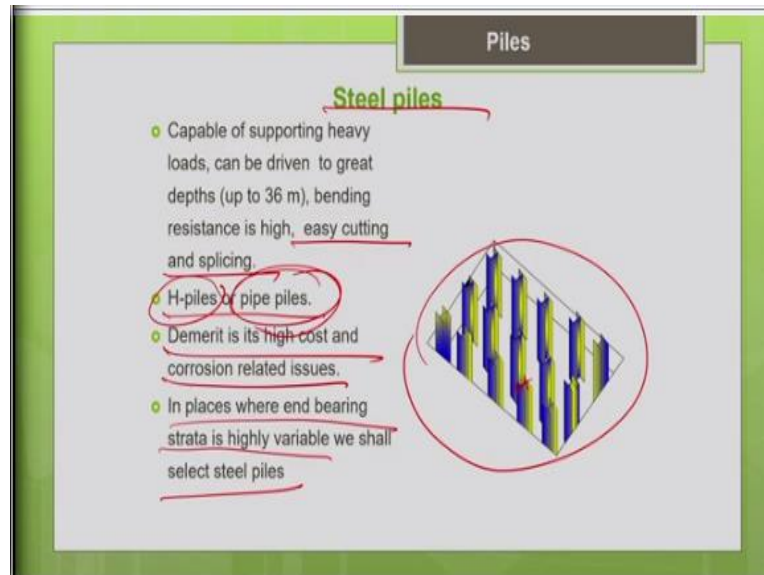 Piles
Steel piles
Capable of supporting heavy
loads, can be driven to great
depths (up to 36 m), bending
resistance is high, easy cutting
and splicing.
H-piles or pipe piles.
Demerit is its high cost and
corrosion related issues.
In places where end bearing
strata is highly variable we shall
select steel piles